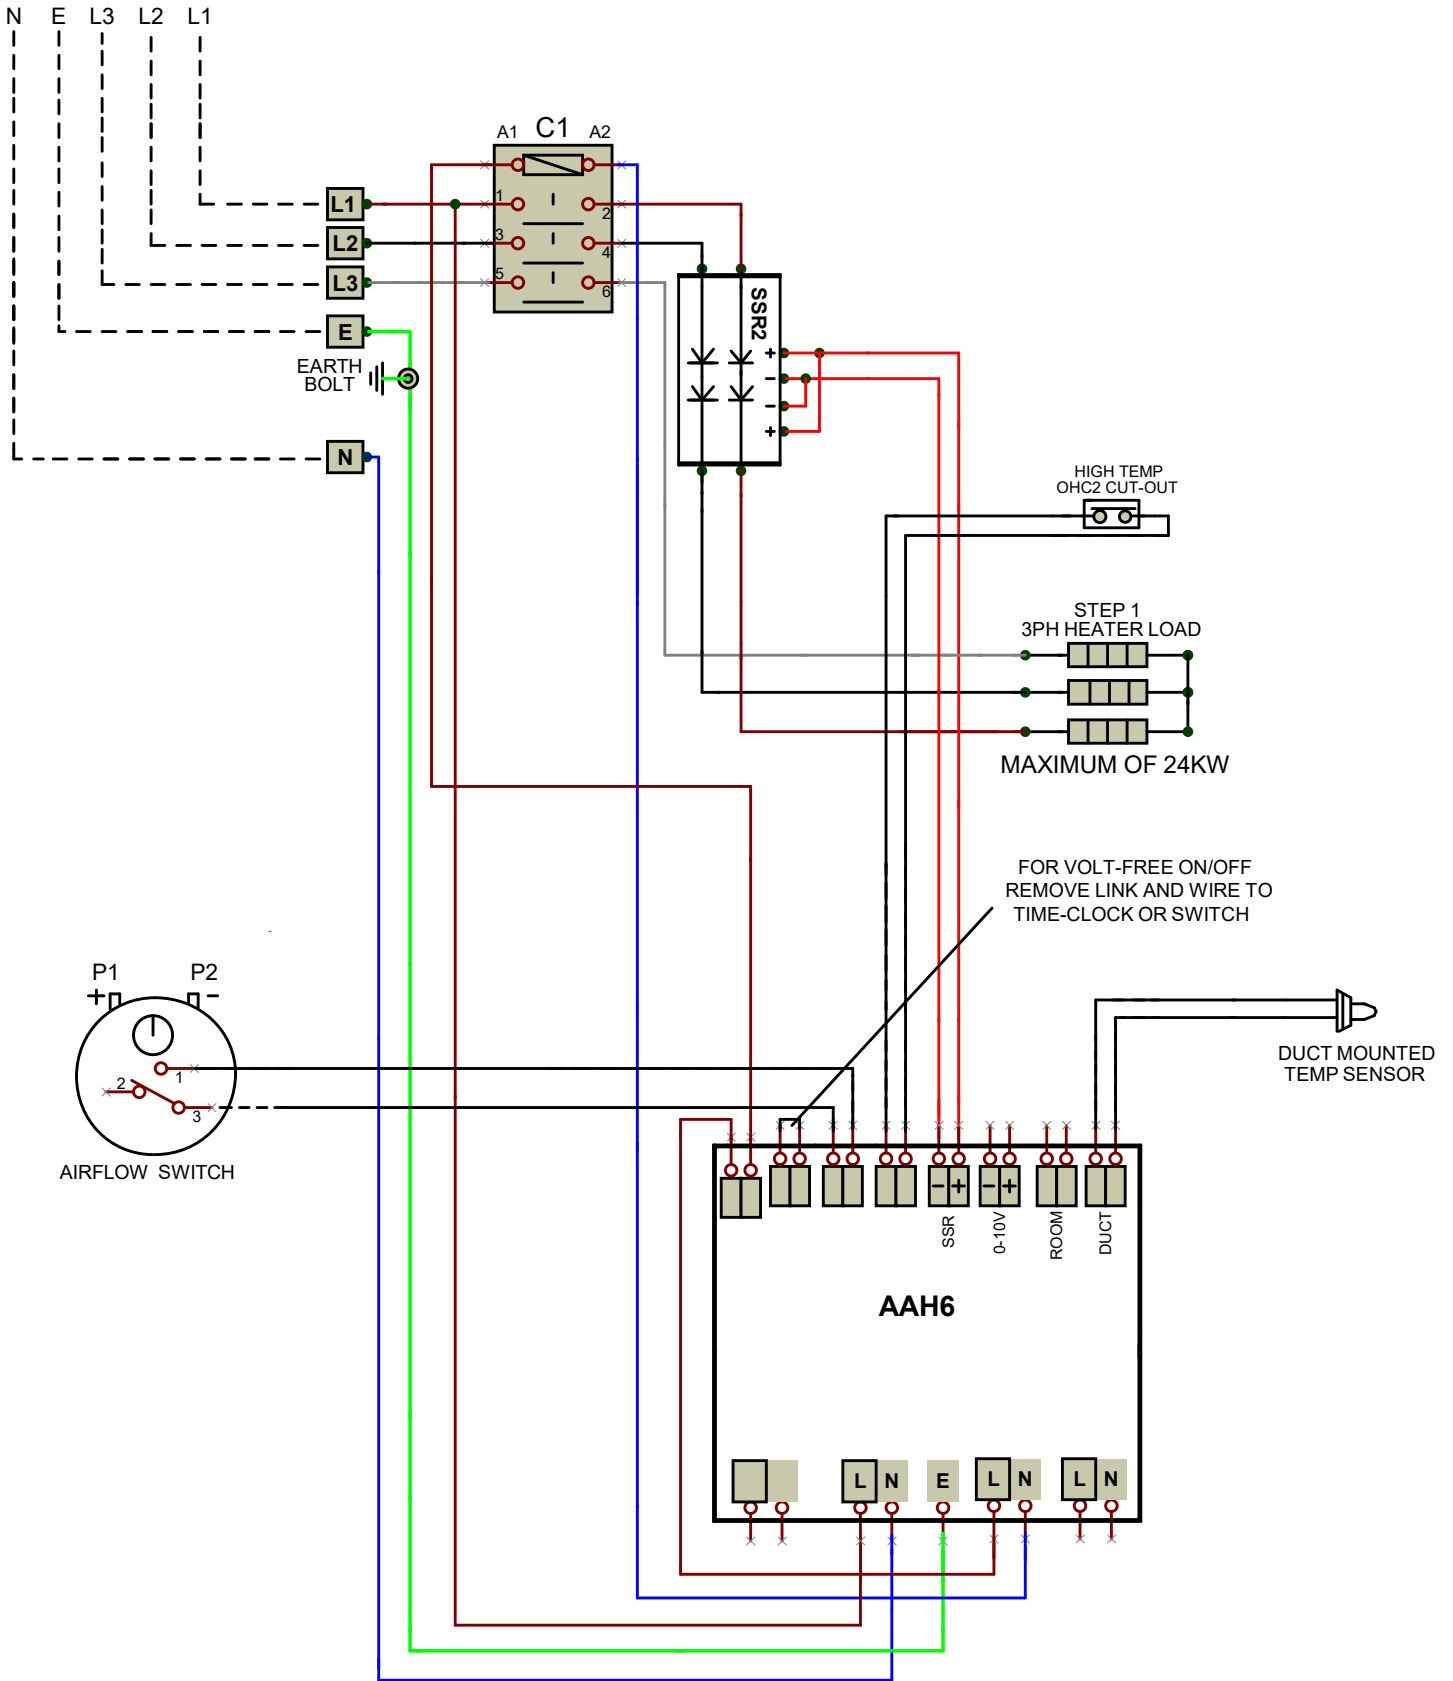 N E L3 L2 L1
A1 C1 A2
L1
1
2
L2
3
4
L3
5
6
E
EARTH
BOLT
N
SSR2
+
-
-
+
HIGH TEMP
OHC2 CUT-OUT
STEP 1
3PH HEATER LOAD
MAXIMUM OF 24KW
FOR VOLT-FREE ON/OFF
REMOVE LINK AND WIRE TO
TIME-CLOCK OR SWITCH
P1 P2
+ -
1
2
3
AIRFLOW SWITCH
DUCT MOUNTED
TEMP SENSOR
- + - +
SSR
0-10V
ROOM
DUCT
AAH6
L N E L N L N